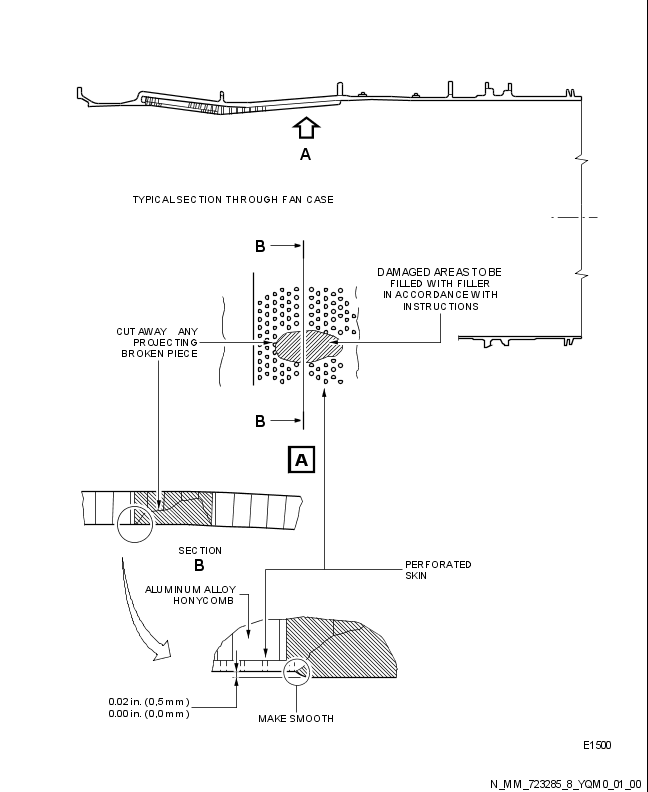 A
TYPICAL SECTION THROUGH FAN CASE
B
DAMAGED AREAS TO BE
FILLED WITH FILLER
IN ACCORDANCE WITH
INSTRUCTIONS
CUT AWAY ANY
PROJECTING
BROKEN PIECE
B
A
SECTION
B
PERFORATED
SKIN
ALUMINUM ALLOY
HONYCOMB
0.02 in. (0,5 mm)
0.00 in. (0,0 mm)
MAKE SMOOTH
E1500
N_MM_723285_8_YQM0_01_00